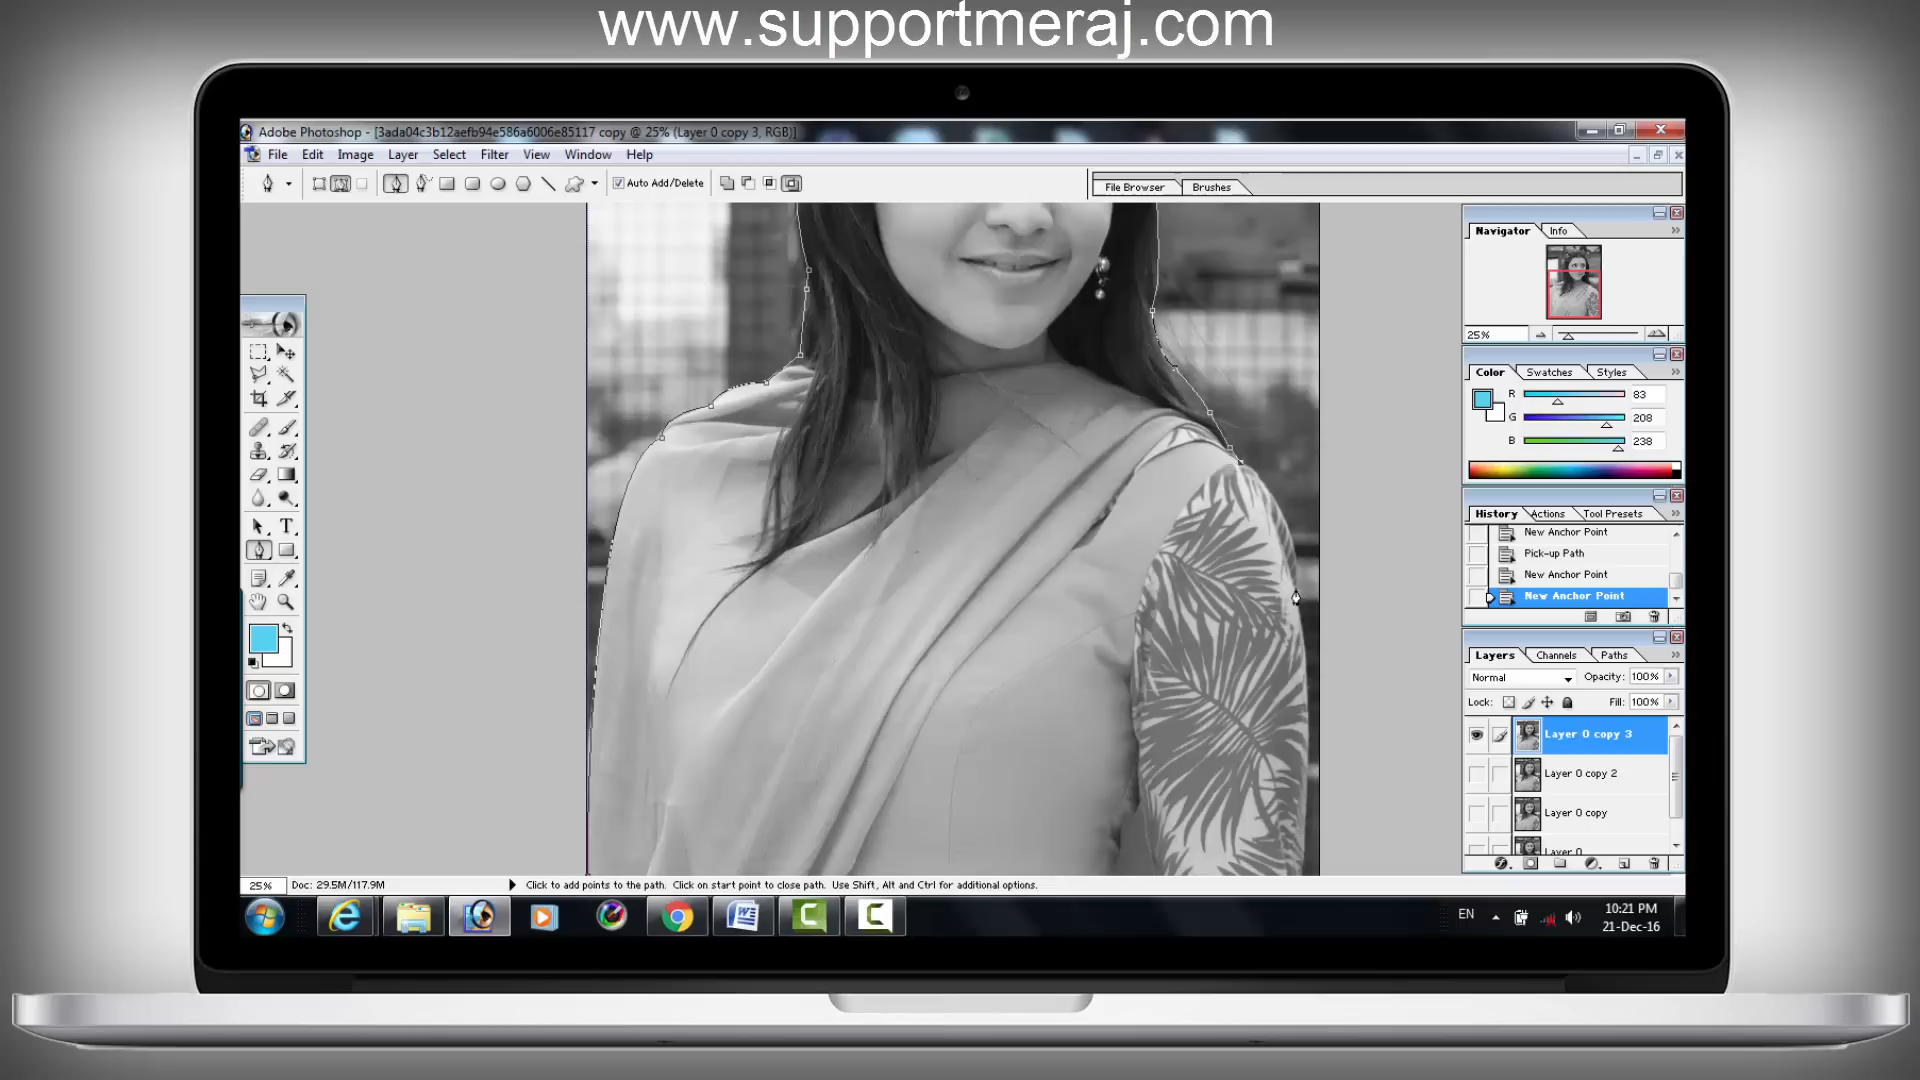 www.supportmeraj.com
Adobe Photoshop - [3ada04c3b12aefb94e586a6006e85117 copy @ 25% (Layer 0 copy 3, RGB)]
File Edit Image Layer Select Filter View Window Help
Auto Add/Delete
File Browser Brushes
Navigator Info
25%
Color Swatches Styles
R 83
G 208
B 238
History Actions Tool Presets
New Anchor Point
Pick-up Path
New Anchor Point
New Anchor Point
Layers Channels Paths
Normal Opacity: 100%
Lock: Fill: 100%
Layer 0 copy 3
Layer 0 copy 2
Layer 0 copy
Layer 0
25% Doc: 29.5M/117.9M Click to add points to the path. Click on start point to close path. Use Shift, Alt and Ctrl for additional options.
EN
10:21 PM
21-Dec-16